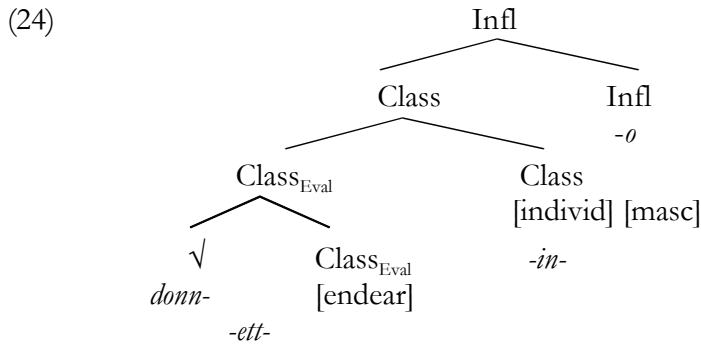 (24) Infl
Class Infl
-o
Class_Eval Class
[individ] [masc]
√ Class_Eval -in-
donn- [endear]
-ett-